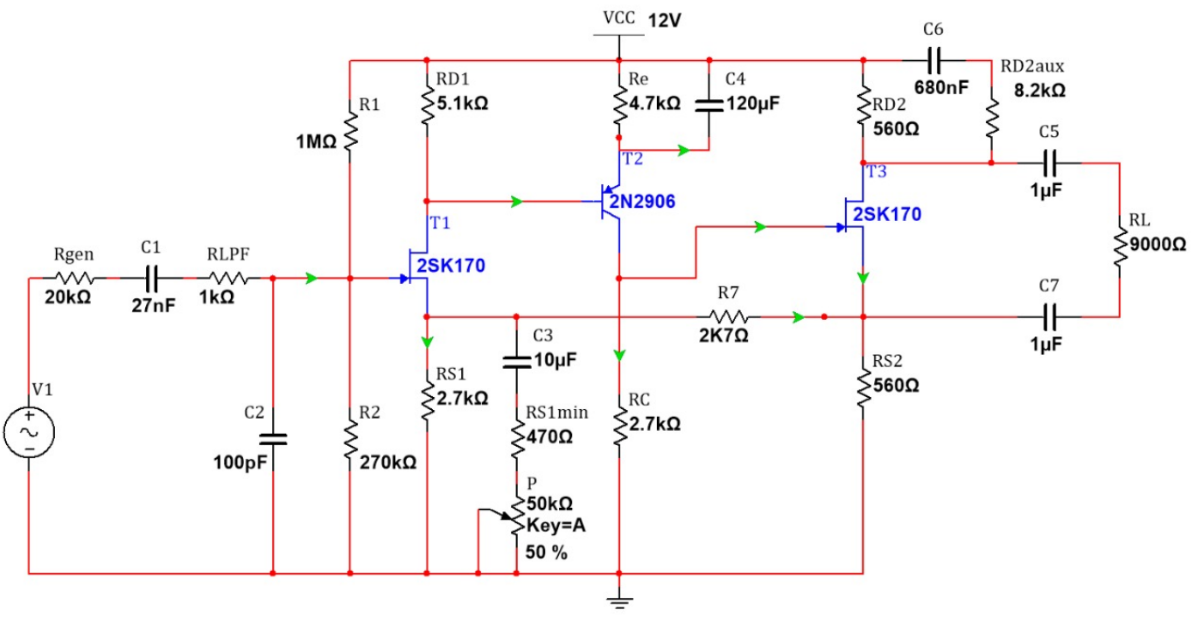 VCC 12V
C6
680nF
RD1
5.1kΩ
Re
4.7kΩ
C4
120µF
RD2aux
8.2kΩ
R1
1MΩ
RD2
560Ω
C5
1µF
T2
T3
2N2906
2SK170
T1
2SK170
RL
9000Ω
Rgen
20kΩ
C1
27nF
RLPF
1kΩ
R7
2K7Ω
C7
1µF
C3
10µF
RS1
2.7kΩ
RS2
560Ω
V1
C2
100pF
R2
270kΩ
RS1min
470Ω
RC
2.7kΩ
P
50kΩ
Key=A
50 %